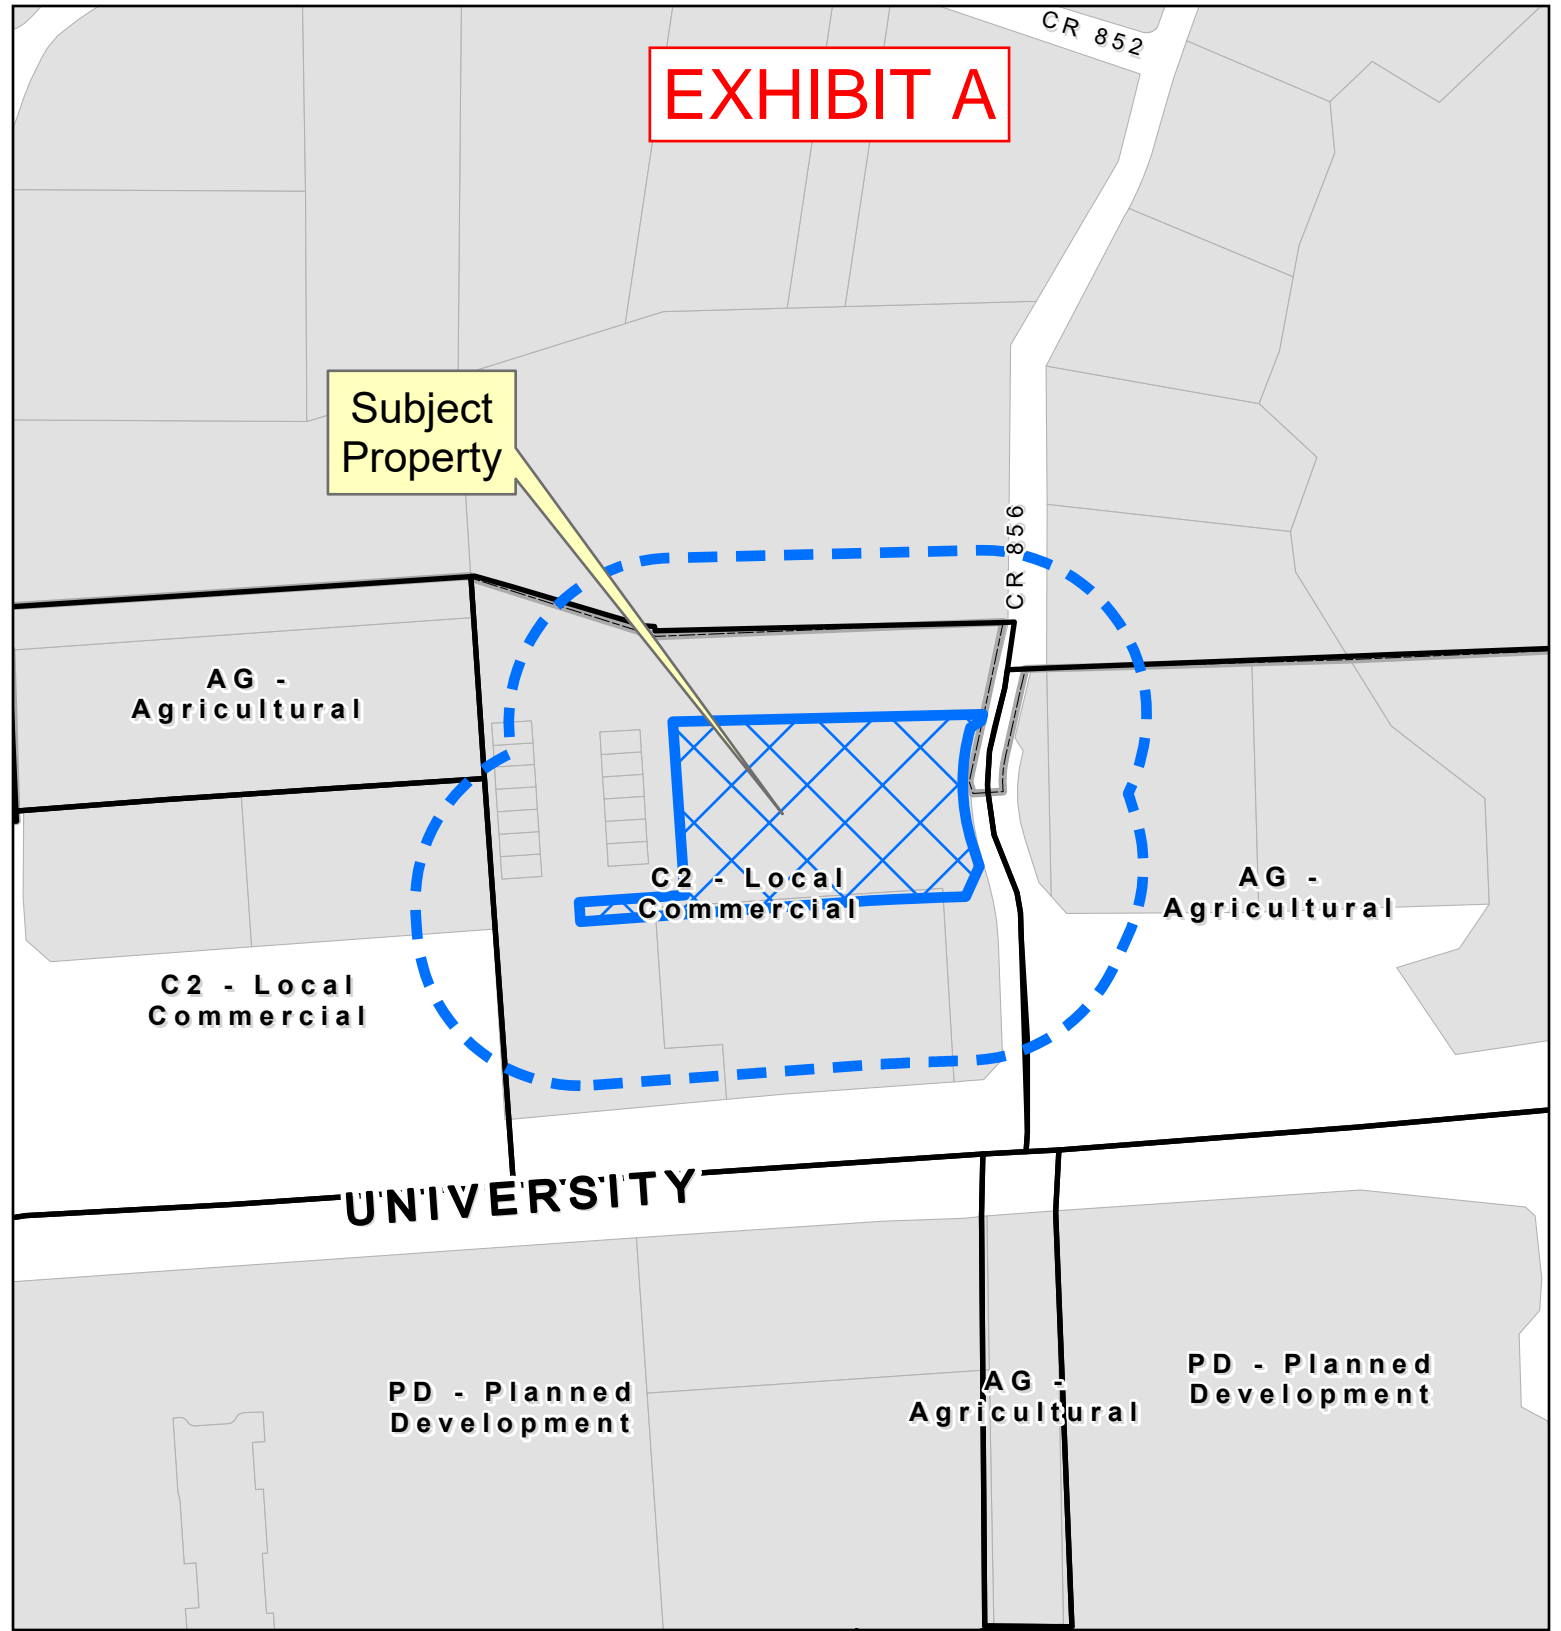 CR 852
EXHIBIT A
Subject
Property
CR 856
AG -
Agricultural
C2 - Local
Commercial
AG -
Agricultural
C2 - Local
Commercial
UNIVERSITY
PD - Planned
Development
AG -
Agricultural
PD - Planned
Development